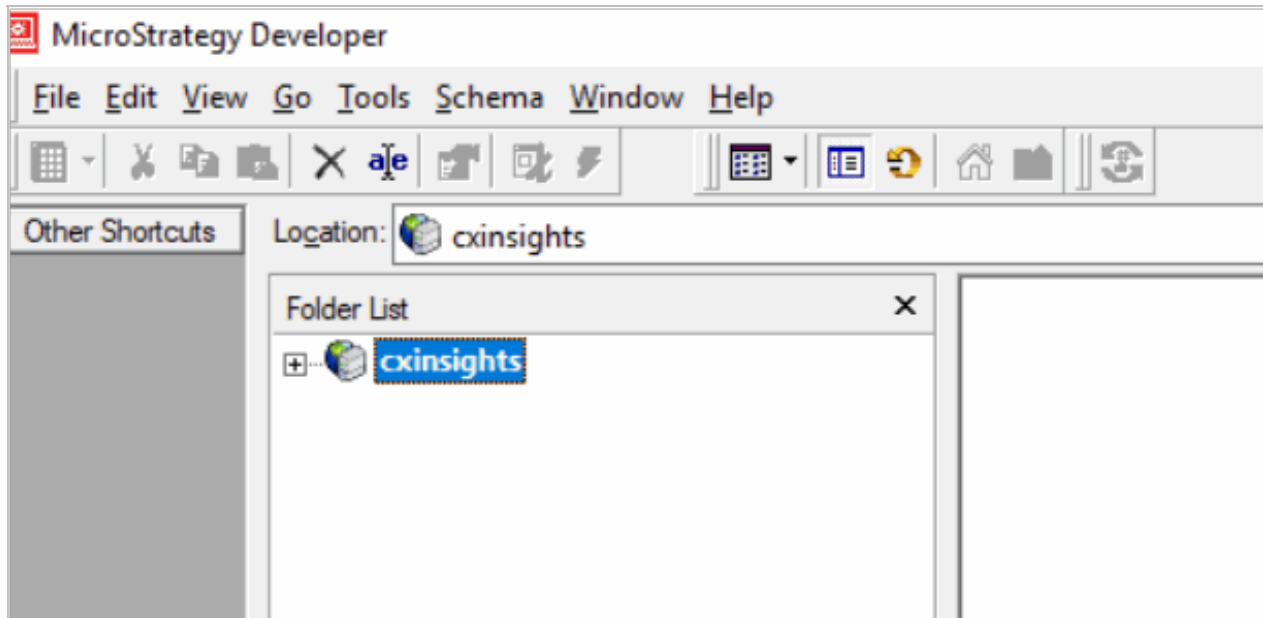 MicroStrategy Developer
File Edit View Go Tools Schema Window Help
a e
Other Shortcuts
Location: cxinsights
Folder List
cxinsights